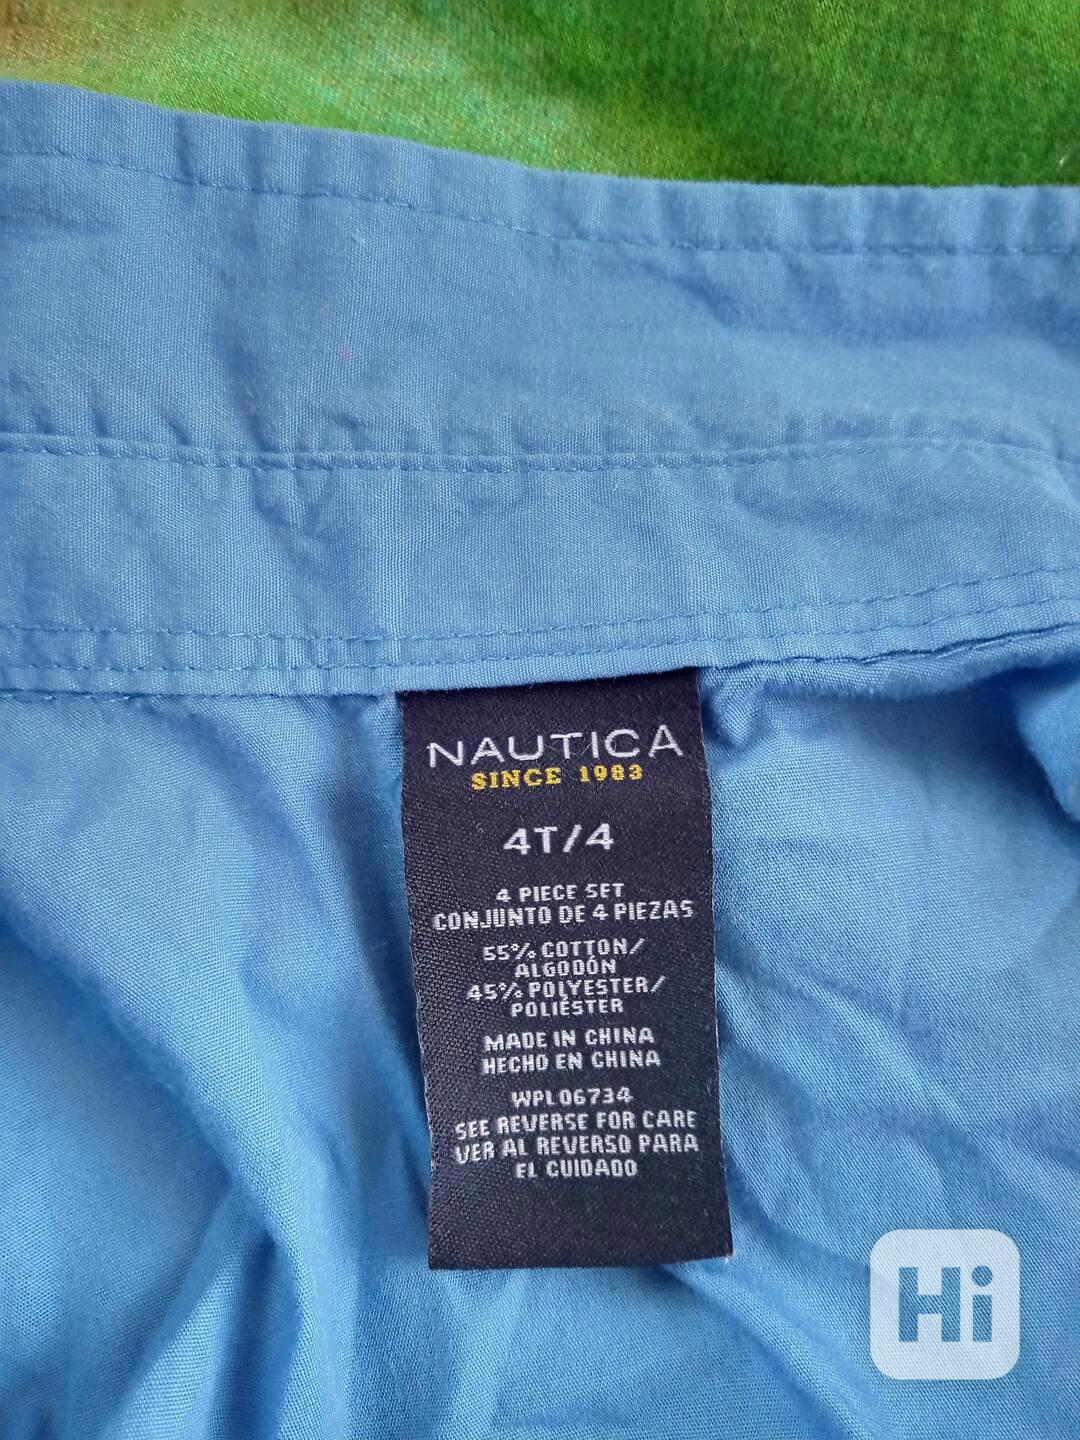 NAUTICA
SINCE 1983
4T/4
4 PIECE SET
CONJUNTO DE 4 PIEZAS
55% COTTON/
ALGODÓN
45% POLYESTER/
POLIÉSTER
MADE IN CHINA
HECHO EN CHINA
WPL06734
SEE REVERSE FOR CARE
VER AL REVERSO PARA
EL CUIDADO
Hi